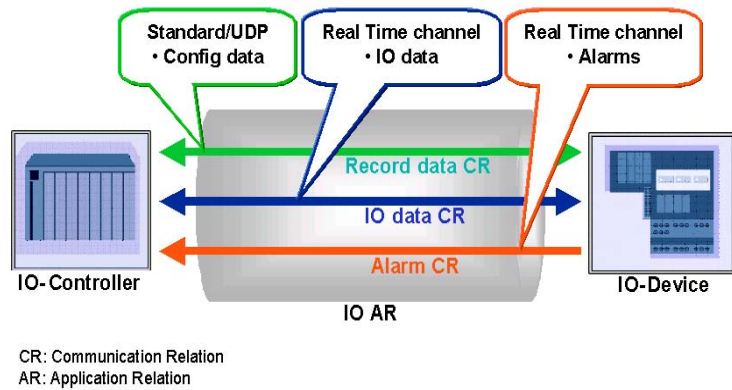 Standard/UDP
• Config data
Real Time channel
• IO data
Real Time channel
• Alarms
Record data CR
IO data CR
Alarm CR
IO-Controller
IO-Device
IO AR
CR: Communication Relation
AR: Application Relation